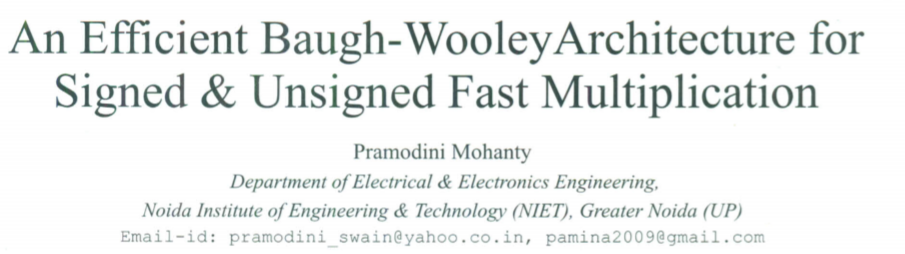 An Efficient Baugh-WooleyArchitecture for
Signed & Unsigned Fast Multiplication
Pramodini Mohanty
Department of Electrical & Electronics Engineering,
Noida Institute of Engineering & Technology (NIET), Greater Noida (UP)
Email-id: pramodini_swain@yahoo.co.in, pamina2009@gmail.com